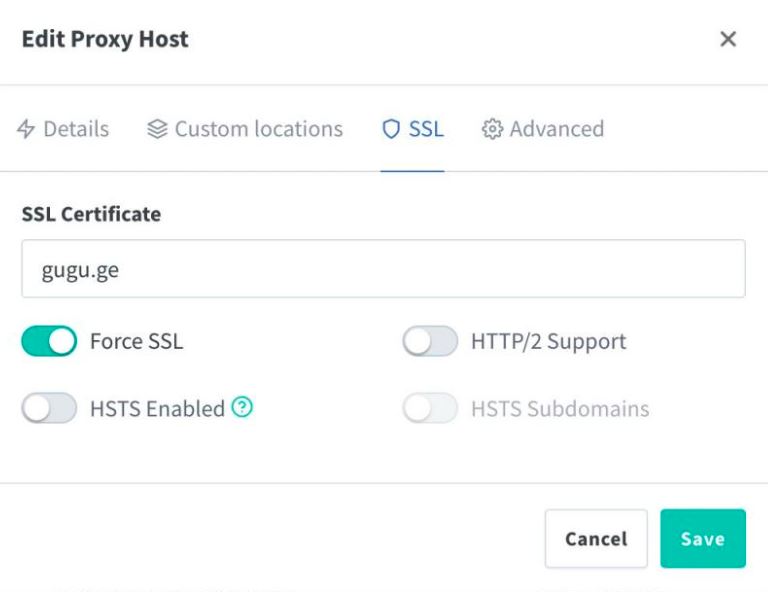 Edit Proxy Host
Details Custom locations SSL Advanced
SSL Certificate
gugu.ge
Force SSL HTTP/2 Support
HSTS Enabled HSTS Subdomains
Cancel Save